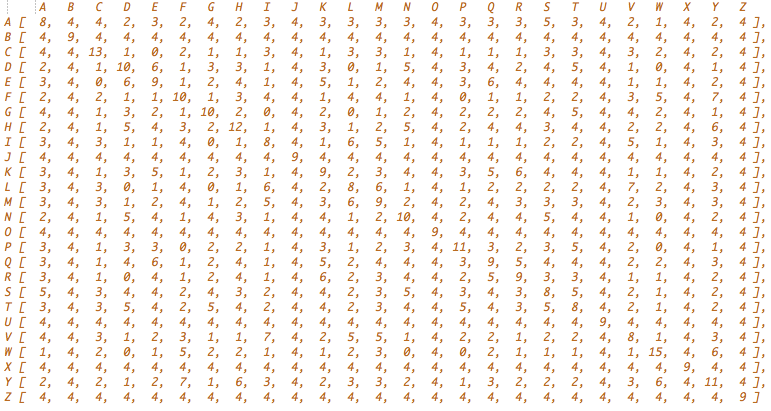 A B C D E F G H I J K L M N O P Q R S T U V W X Y Z
A [ 8, 4, 4, 2, 3, 2, 4, 2, 3, 4, 3, 3, 3, 3, 4, 3, 3, 3, 5, 3, 4, 2, 1, 4, 2, 4 ],
B [ 4, 9, 4, 4, 4, 4, 4, 4, 4, 4, 4, 4, 4, 4, 4, 4, 4, 4, 4, 4, 4, 4, 4, 4, 4, 4 ],
C [ 4, 4, 13, 1, 0, 2, 1, 1, 3, 4, 1, 3, 3, 1, 4, 1, 1, 1, 3, 3, 4, 3, 2, 4, 2, 4 ],
D [ 2, 4, 1, 10, 6, 1, 3, 3, 1, 4, 3, 0, 1, 5, 4, 3, 4, 2, 4, 5, 4, 1, 0, 4, 1, 4 ],
E [ 3, 4, 0, 6, 9, 1, 2, 4, 1, 4, 5, 1, 2, 4, 4, 3, 6, 4, 4, 4, 4, 1, 1, 4, 2, 4 ],
F [ 2, 4, 2, 1, 1, 10, 1, 3, 4, 4, 1, 4, 4, 1, 4, 0, 1, 1, 2, 2, 4, 3, 5, 4, 7, 4 ],
G [ 4, 4, 1, 3, 2, 1, 10, 2, 0, 4, 2, 0, 1, 2, 4, 2, 2, 2, 4, 5, 4, 4, 2, 4, 1, 4 ],
H [ 2, 4, 1, 5, 4, 3, 2, 12, 1, 4, 3, 1, 2, 5, 4, 2, 4, 4, 3, 4, 4, 2, 2, 4, 6, 4 ],
I [ 3, 4, 3, 1, 1, 4, 0, 1, 8, 4, 1, 6, 5, 1, 4, 1, 1, 1, 2, 2, 4, 5, 1, 4, 3, 4 ],
J [ 4, 4, 4, 4, 4, 4, 4, 4, 4, 9, 4, 4, 4, 4, 4, 4, 4, 4, 4, 4, 4, 4, 4, 4, 4, 4 ],
K [ 3, 4, 1, 3, 5, 1, 2, 3, 1, 4, 9, 2, 3, 4, 4, 3, 5, 6, 4, 4, 4, 1, 1, 4, 2, 4 ],
L [ 3, 4, 3, 0, 1, 4, 0, 1, 6, 4, 2, 8, 6, 1, 4, 1, 2, 2, 2, 2, 4, 7, 2, 4, 3, 4 ],
M [ 3, 4, 3, 1, 2, 4, 1, 2, 5, 4, 3, 6, 9, 2, 4, 2, 4, 3, 3, 3, 4, 2, 3, 4, 3, 4 ],
N [ 2, 4, 1, 5, 4, 1, 4, 3, 1, 4, 4, 1, 2, 10, 4, 2, 4, 4, 5, 4, 4, 1, 0, 4, 2, 4 ],
O [ 4, 4, 4, 4, 4, 4, 4, 4, 4, 4, 4, 4, 4, 4, 9, 4, 4, 4, 4, 4, 4, 4, 4, 4, 4, 4 ],
P [ 3, 4, 1, 3, 3, 0, 2, 2, 1, 4, 3, 1, 2, 3, 4, 11, 3, 2, 3, 5, 4, 2, 0, 4, 1, 4 ],
Q [ 3, 4, 1, 4, 6, 1, 2, 4, 1, 4, 5, 2, 4, 4, 4, 3, 9, 5, 4, 4, 4, 2, 2, 4, 3, 4 ],
R [ 3, 4, 1, 0, 4, 1, 2, 4, 1, 4, 6, 2, 3, 4, 4, 2, 5, 9, 3, 3, 4, 1, 1, 4, 2, 4 ],
S [ 5, 4, 3, 4, 4, 2, 4, 3, 2, 4, 4, 2, 3, 5, 4, 3, 4, 3, 8, 5, 4, 2, 1, 4, 2, 4 ],
T [ 3, 4, 3, 5, 4, 2, 5, 4, 2, 4, 4, 2, 3, 4, 4, 5, 4, 3, 5, 8, 4, 2, 1, 4, 2, 4 ],
U [ 4, 4, 4, 4, 4, 4, 4, 4, 4, 4, 4, 4, 4, 4, 4, 4, 4, 4, 4, 4, 9, 4, 4, 4, 4, 4 ],
V [ 4, 4, 3, 1, 2, 3, 1, 1, 7, 4, 2, 5, 5, 1, 4, 2, 2, 1, 2, 2, 4, 8, 1, 4, 3, 4 ],
W [ 1, 4, 2, 0, 1, 5, 2, 2, 1, 4, 1, 2, 3, 0, 4, 0, 2, 1, 1, 1, 4, 1, 15, 4, 6, 4 ],
X [ 4, 4, 4, 4, 4, 4, 4, 4, 4, 4, 4, 4, 4, 4, 4, 4, 4, 4, 4, 4, 4, 4, 4, 9, 4, 4 ],
Y [ 2, 4, 2, 1, 2, 7, 1, 6, 3, 4, 2, 3, 3, 2, 4, 1, 3, 2, 2, 2, 4, 3, 6, 4, 11, 4 ],
Z [ 4, 4, 4, 4, 4, 4, 4, 4, 4, 4, 4, 4, 4, 4, 4, 4, 4, 4, 4, 4, 4, 4, 4, 4, 4, 9 ],